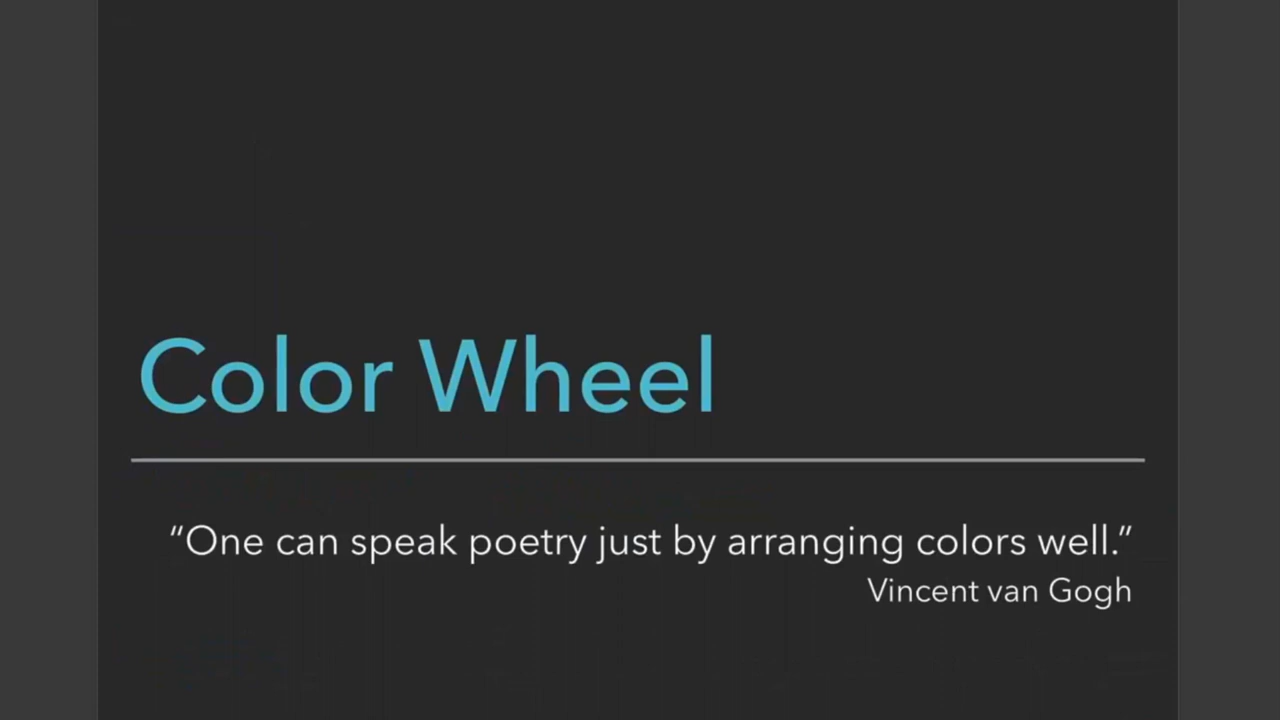 Color Wheel
“One can speak poetry just by arranging colors well.”
Vincent van Gogh